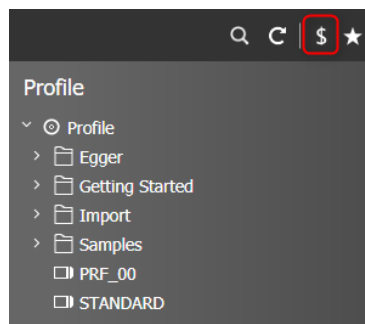 $
Profile
Profile
Egger
Getting Started
Import
Samples
PRF_00
STANDARD